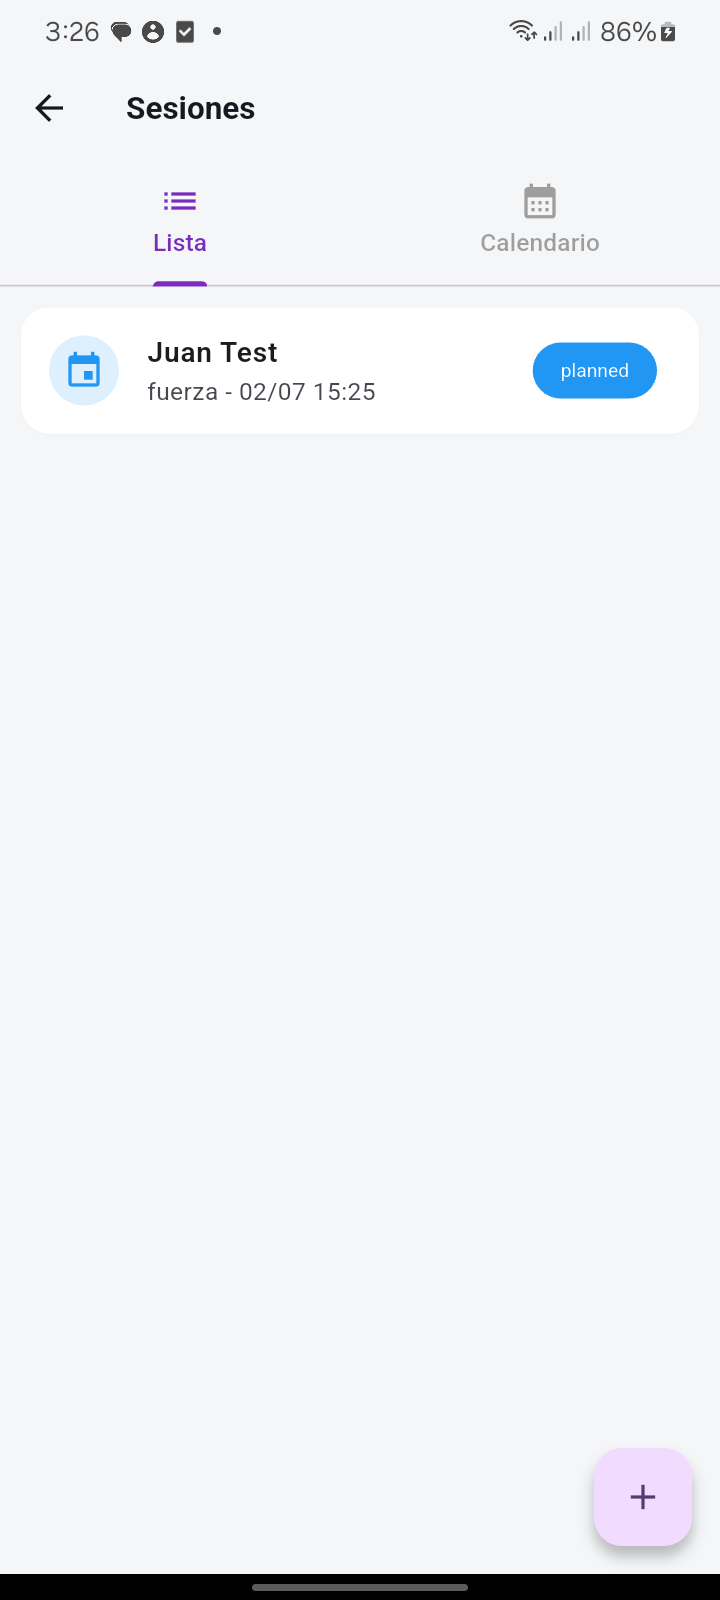 3:26 86%
Sesiones
Lista Calendario
Juan Test
fuerza - 02/07 15:25
planned